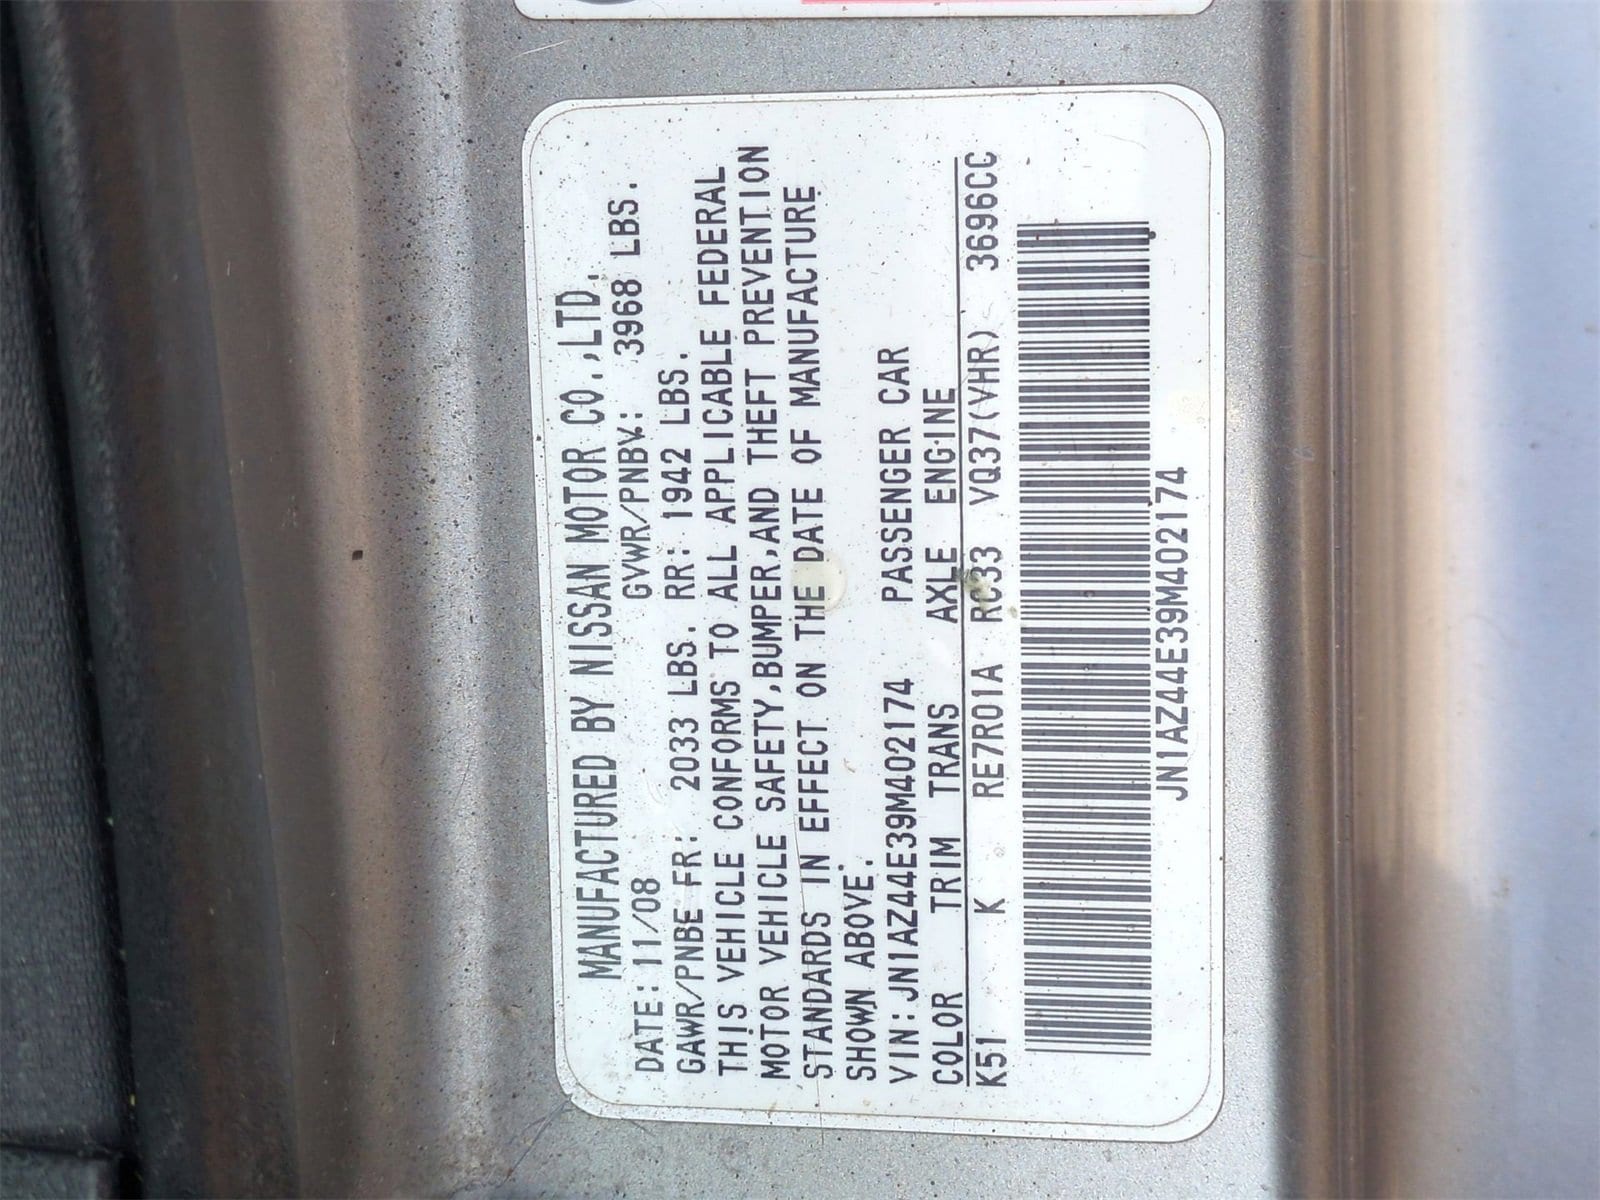 MANUFACTURED BY NISSAN MOTOR CO.,LTD.
DATE:11/08 GVWR/PNBV: 3968 LBS.
GAWR/PNBE FR: 2033 LBS. RR: 1942 LBS.
THIS VEHICLE CONFORMS TO ALL APPLICABLE FEDERAL
MOTOR VEHICLE SAFETY,BUMPER,AND THEFT PREVENTION
STANDARDS IN EFFECT ON THE DATE OF MANUFACTURE
SHOWN ABOVE.
VIN:JN1AZ44E39M402174 PASSENGER CAR
COLOR TRIM TRANS AXLE ENGINE
K51 K RE7R01A RC33 VQ37(VHR) 3696CC
JN1AZ44E39M402174